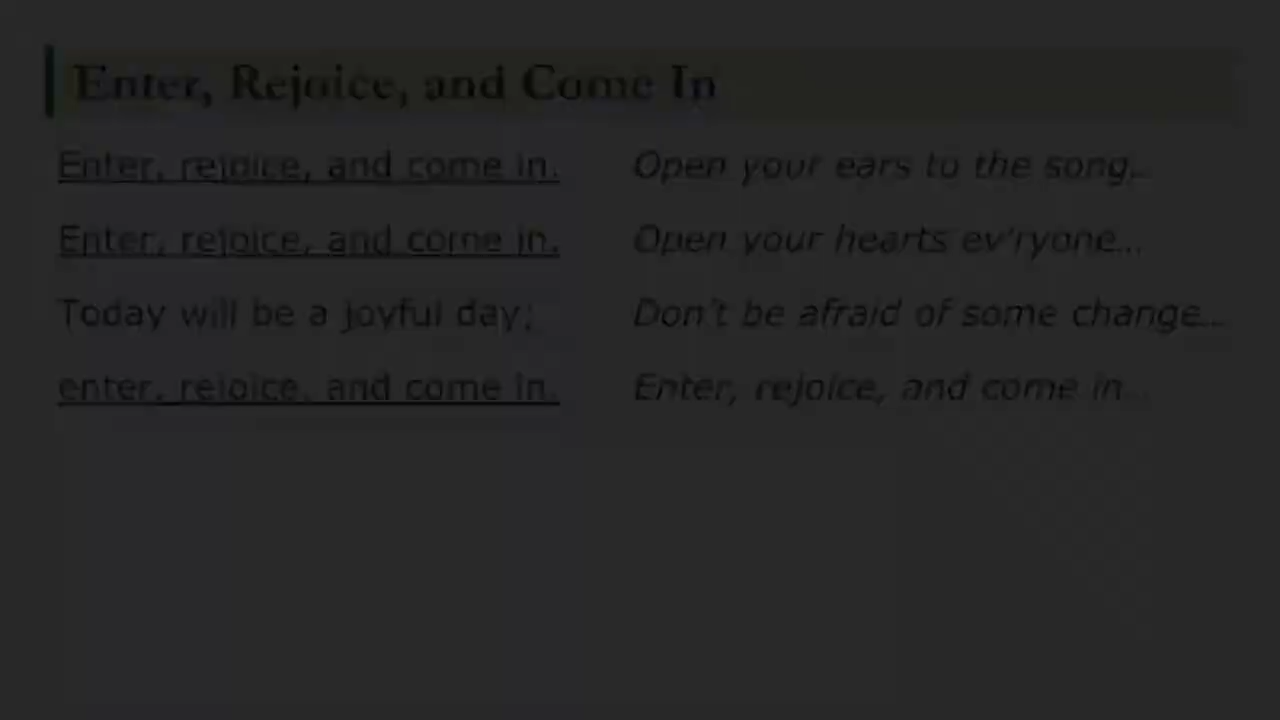 Enter, Rejoice, and Come In
Enter, rejoice, and come in.
Enter, rejoice, and come in.
Today will be a joyful day;
enter, rejoice, and come in.
Open your ears to the song…
Open your hearts ev'ryone…
Don't be afraid of some change…
Enter, rejoice, and come in…